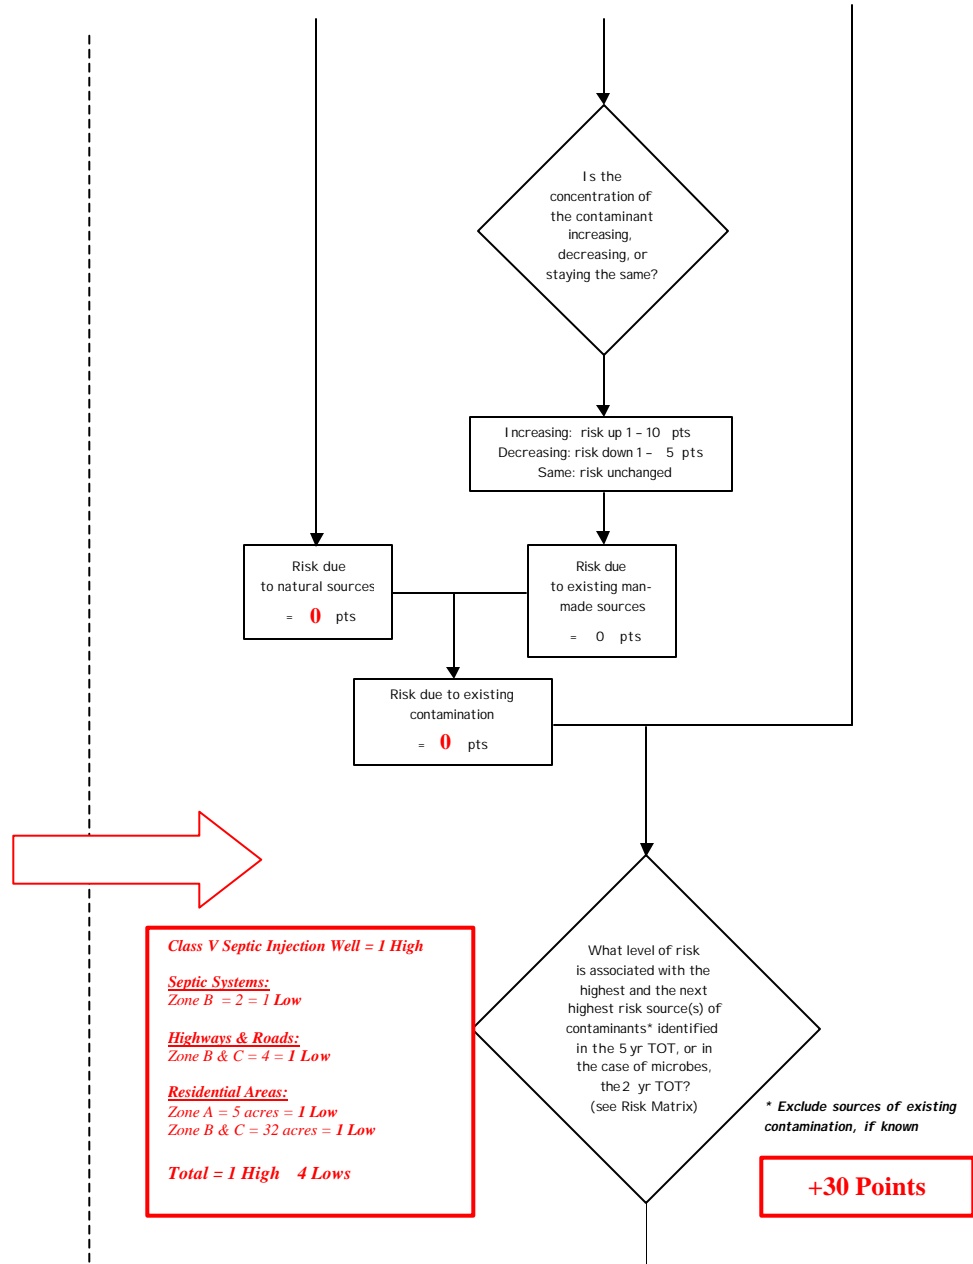 Is the
concentration of
the contaminant
increasing,
decreasing, or
staying the same?
Increasing: risk up 1 – 10 pts
Decreasing: risk down 1 – 5 pts
Same: risk unchanged
Risk due
to natural sources
= 0 pts
Risk due
to existing man-
made sources
= 0 pts
Risk due to existing
contamination
= 0 pts
Class V Septic Injection Well = 1 High
Septic Systems:
Zone B = 2 = 1 Low
Highways & Roads:
Zone B & C = 4 = 1 Low
Residential Areas:
Zone A = 5 acres = 1 Low
Zone B & C = 32 acres = 1 Low
Total = 1 High 4 Lows
What level of risk
is associated with the
highest and the next
highest risk source(s) of
contaminants* identified
in the 5 yr TOT, or in
the case of microbes,
the 2 yr TOT?
(see Risk Matrix)
* Exclude sources of existing
contamination, if known
+30 Points